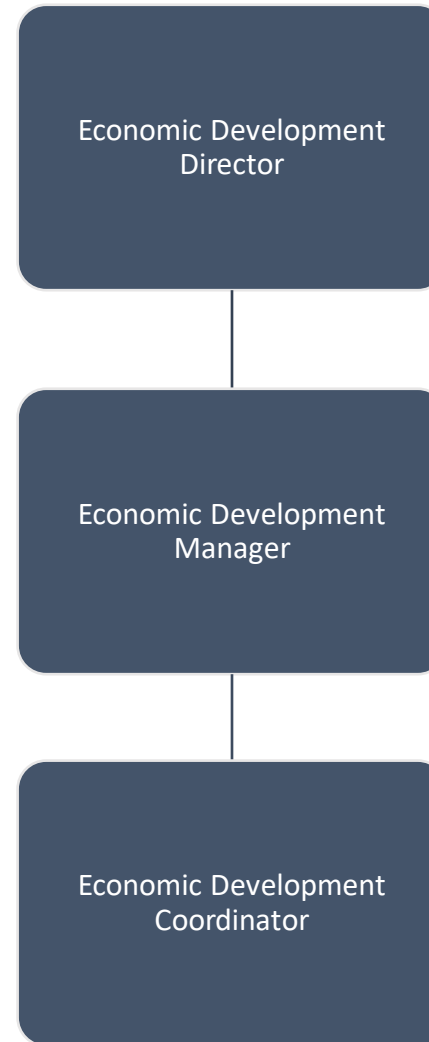 Economic Development
Director
Economic Development
Manager
Economic Development
Coordinator